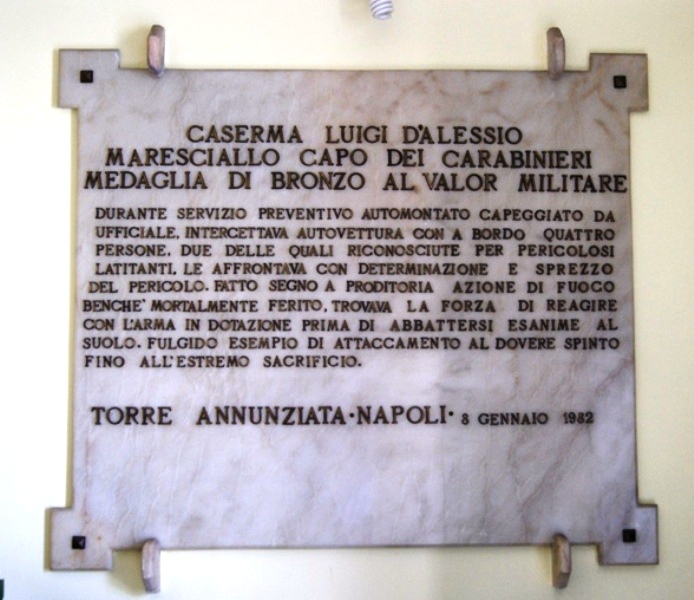 CASERMA LUIGI D'ALESSIO
MARESCIALLO CAPO DEI CARABINIERI
MEDAGLIA DI BRONZO AL VALOR MILITARE
DURANTE SERVIZIO PREVENTIVO AUTOMONTATO CAPEGGIATO DA
UFFICIALE, INTERCETTAVA AUTOVETTURA CON A BORDO QUATTRO
PERSONE, DUE DELLE QUALI RICONOSCIUTE PER PERICOLOSI
LATITANTI. LE AFFRONTAVA CON DETERMINAZIONE E SPREZZO
DEL PERICOLO. FATTO SEGNO A PRODITORIA AZIONE DI FUOCO
BENCHE' MORTALMENTE FERITO, TROVAVA LA FORZA DI REAGIRE
CON L'ARMA IN DOTAZIONE PRIMA DI ABBATTERSI ESANIME AL
SUOLO. FULGIDO ESEMPIO DI ATTACCAMENTO AL DOVERE SPINTO
FINO ALL'ESTREMO SACRIFICIO.
TORRE ANNUNZIATA·NAPOLI· 8 GENNAIO 1982